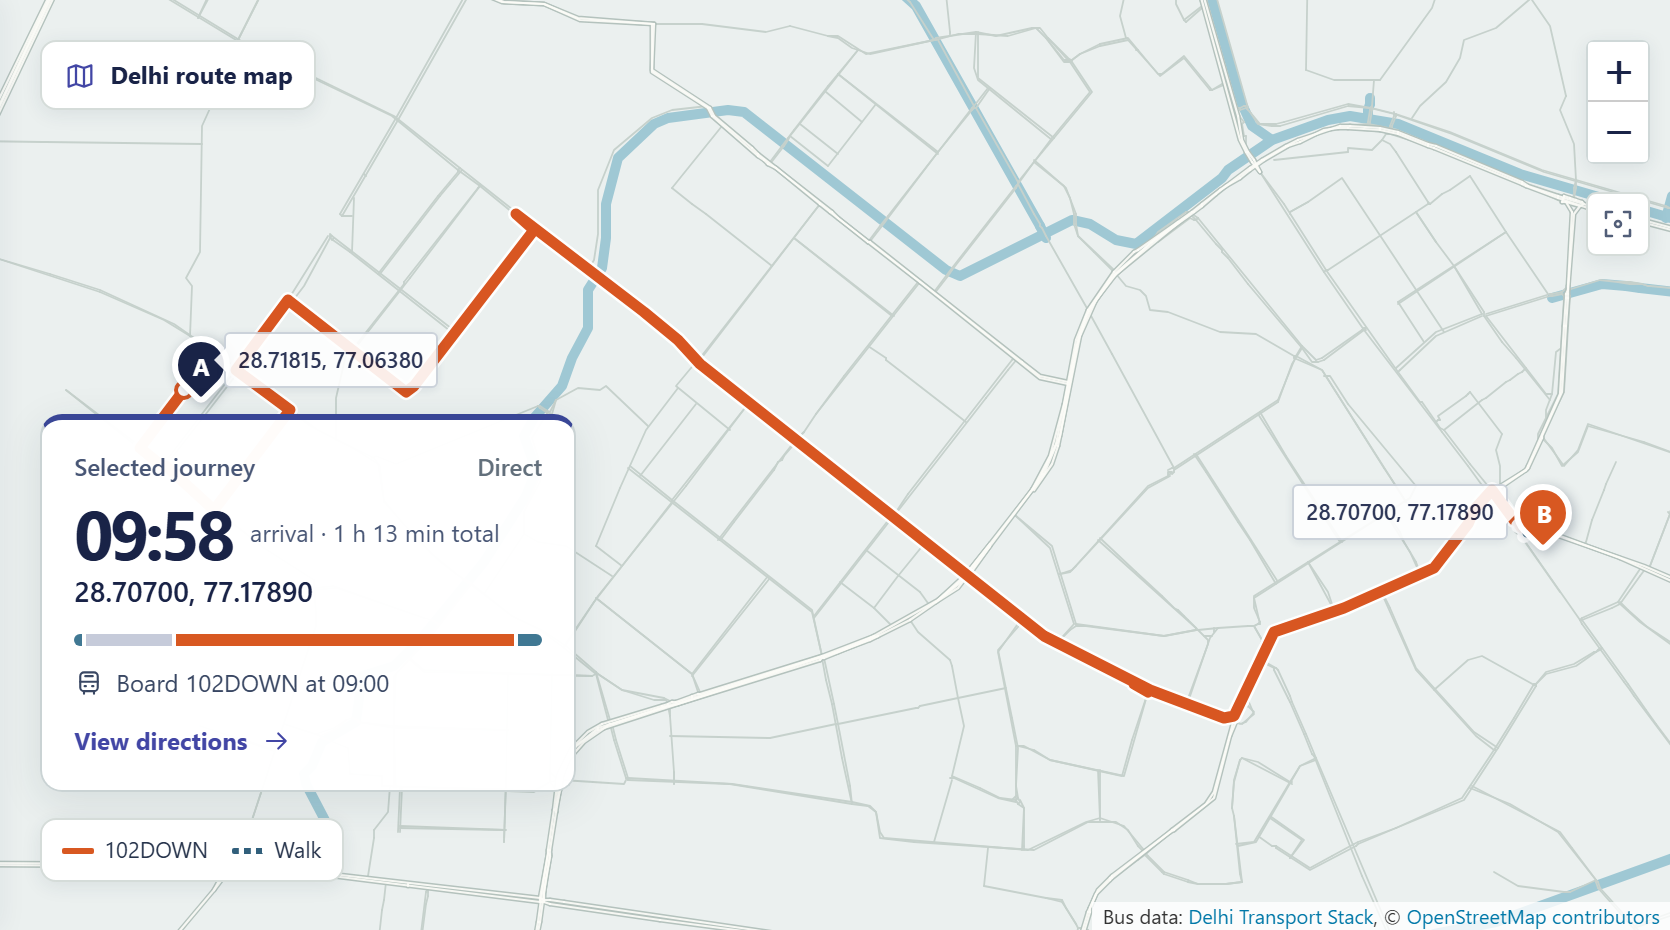 Delhi route map
+
−
A
28.71815, 77.06380
Selected journey
Direct
09:58 arrival · 1 h 13 min total
28.70700, 77.17890
Board 102DOWN at 09:00
View directions →
28.70700, 77.17890
B
102DOWN
Walk
Bus data: Delhi Transport Stack, © OpenStreetMap contributors